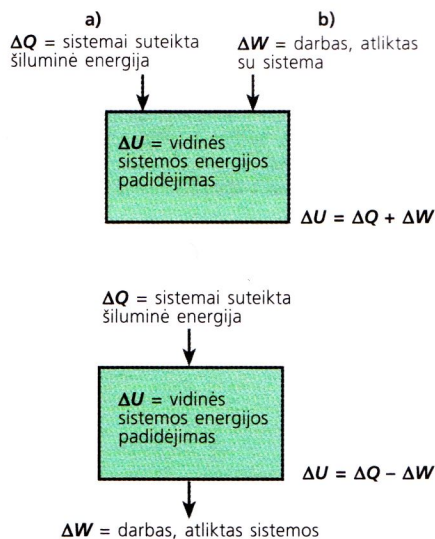 a)
ΔQ = sistemai suteikta
šiluminė energija
b)
ΔW = darbas, atliktas
su sistema
ΔU = vidinės
sistemos energijos
padidėjimas
ΔU = ΔQ + ΔW
ΔQ = sistemai suteikta
šiluminė energija
ΔU = vidinės
sistemos energijos
padidėjimas
ΔU = ΔQ – ΔW
ΔW = darbas, atliktas sistemos